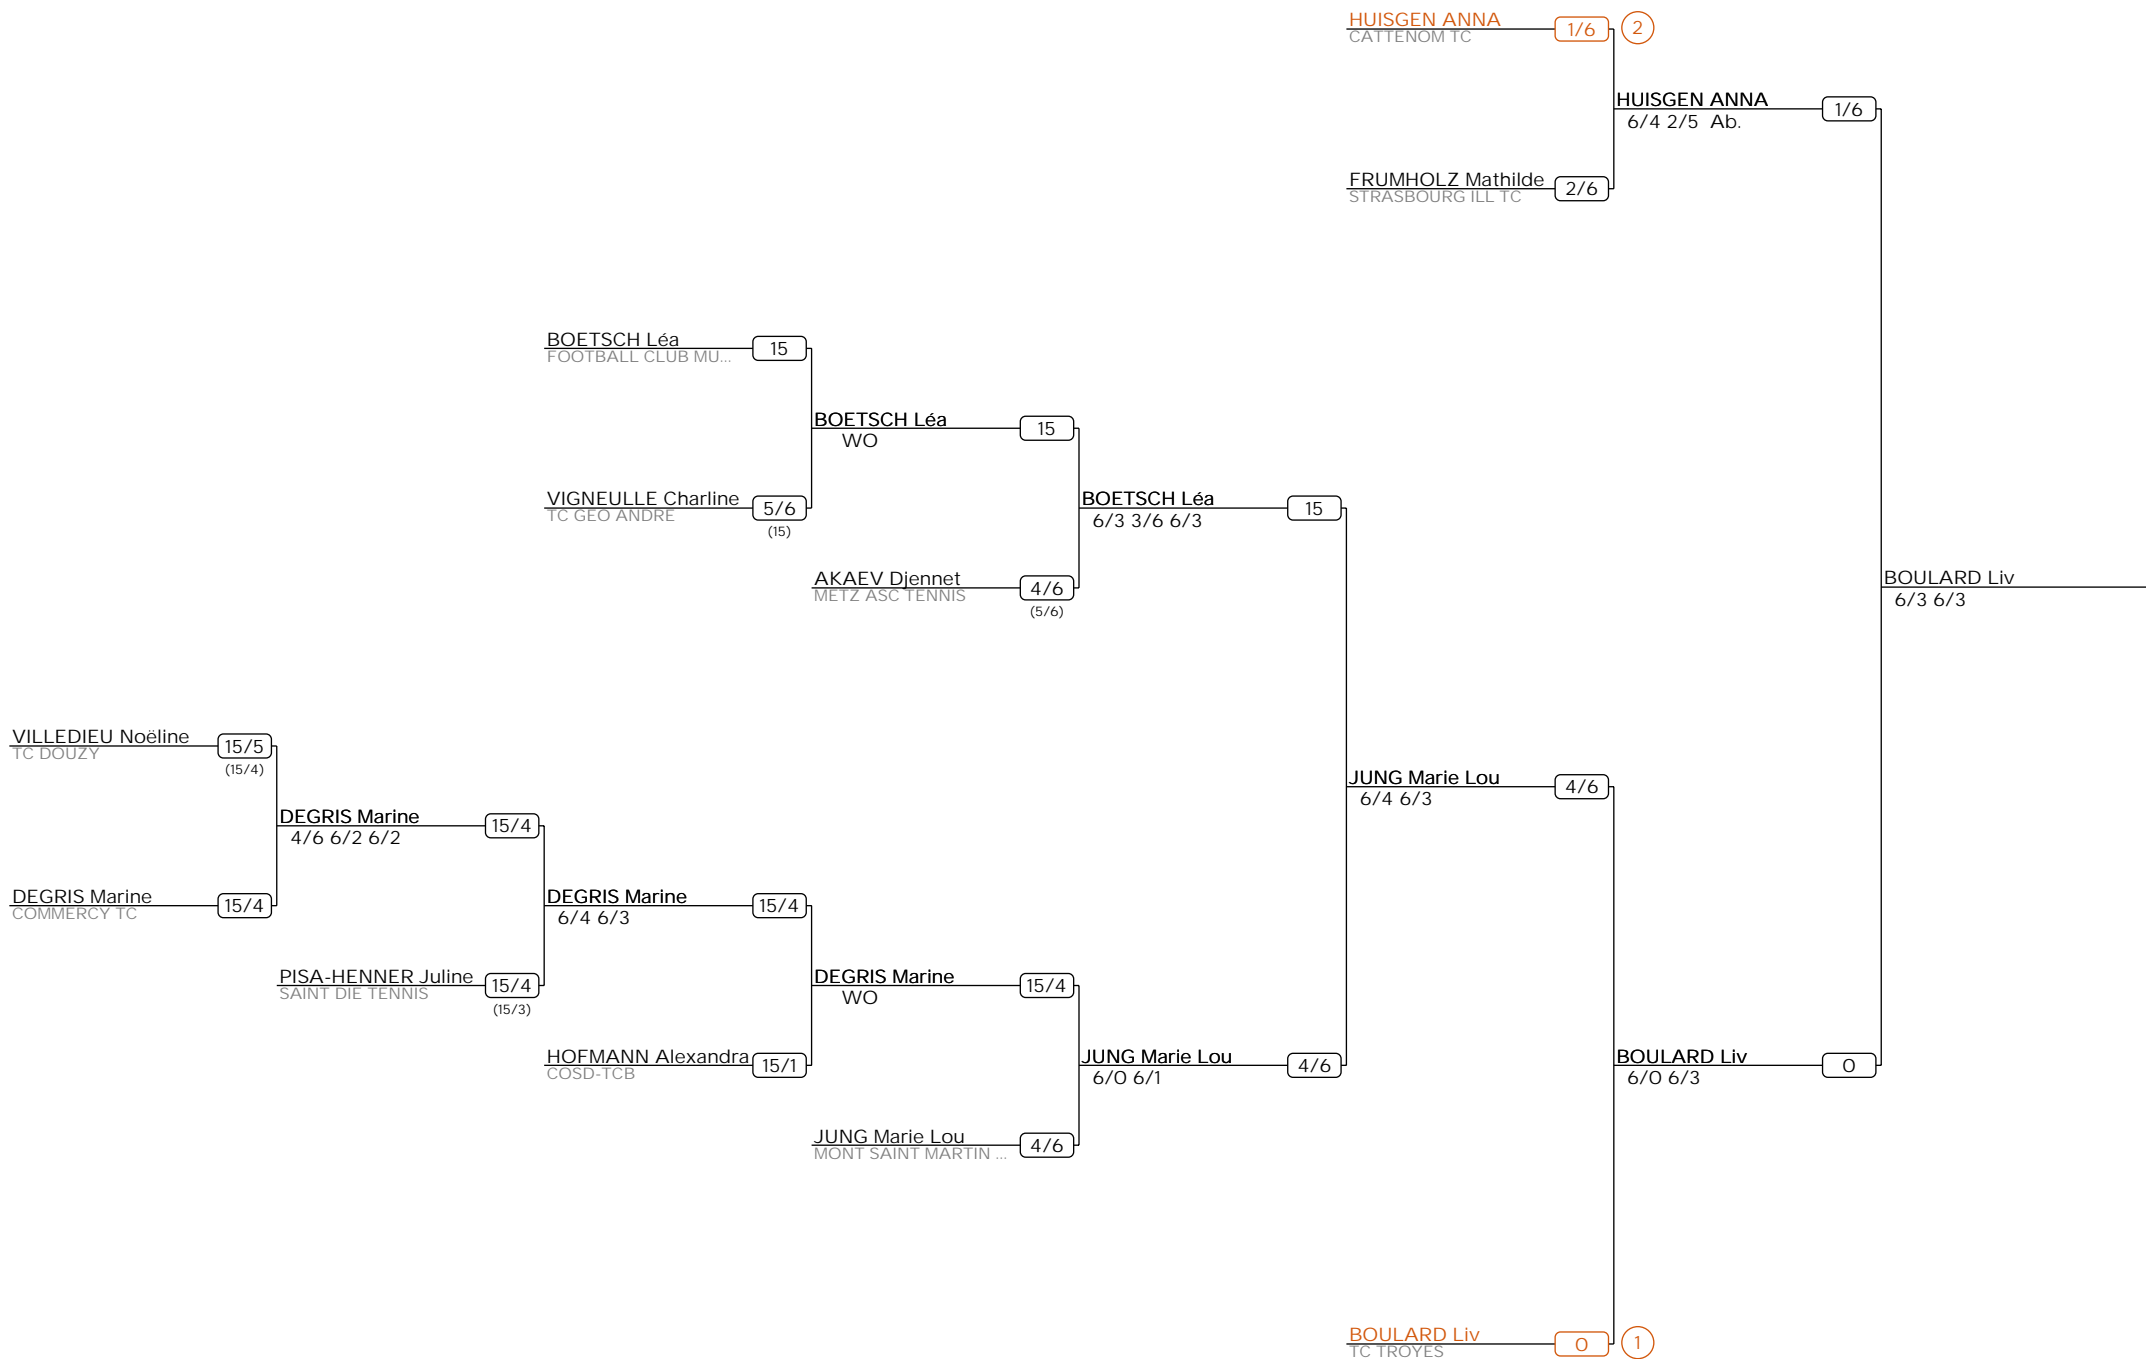 HUISGEN ANNA
CATTENOM TC
1/6
2
HUISGEN ANNA
6/4 2/5 Ab.
1/6
FRUMHOLZ Mathilde
STRASBOURG ILL TC
2/6
BOETSCH Léa
FOOTBALL CLUB MU...
15
BOETSCH Léa
WO
15
VIGNEULLE Charline
TC GEO ANDRE
5/6
(15)
BOETSCH Léa
6/3 3/6 6/3
15
AKAEV Djennet
METZ ASC TENNIS
4/6
(5/6)
BOULARD Liv
6/3 6/3
VILLEDIEU Noëline
TC DOUZY
15/5
(15/4)
JUNG Marie Lou
6/4 6/3
4/6
DEGRIS Marine
4/6 6/2 6/2
15/4
DEGRIS Marine
COMMERCY TC
15/4
DEGRIS Marine
6/4 6/3
15/4
PISA-HENNER Juline
SAINT DIE TENNIS
15/4
(15/3)
DEGRIS Marine
WO
15/4
HOFMANN Alexandra
COSD-TCB
15/1
JUNG Marie Lou
6/0 6/1
4/6
BOULARD Liv
6/0 6/3
0
JUNG Marie Lou
MONT SAINT MARTIN ...
4/6
BOULARD Liv
TC TROYES
0
1